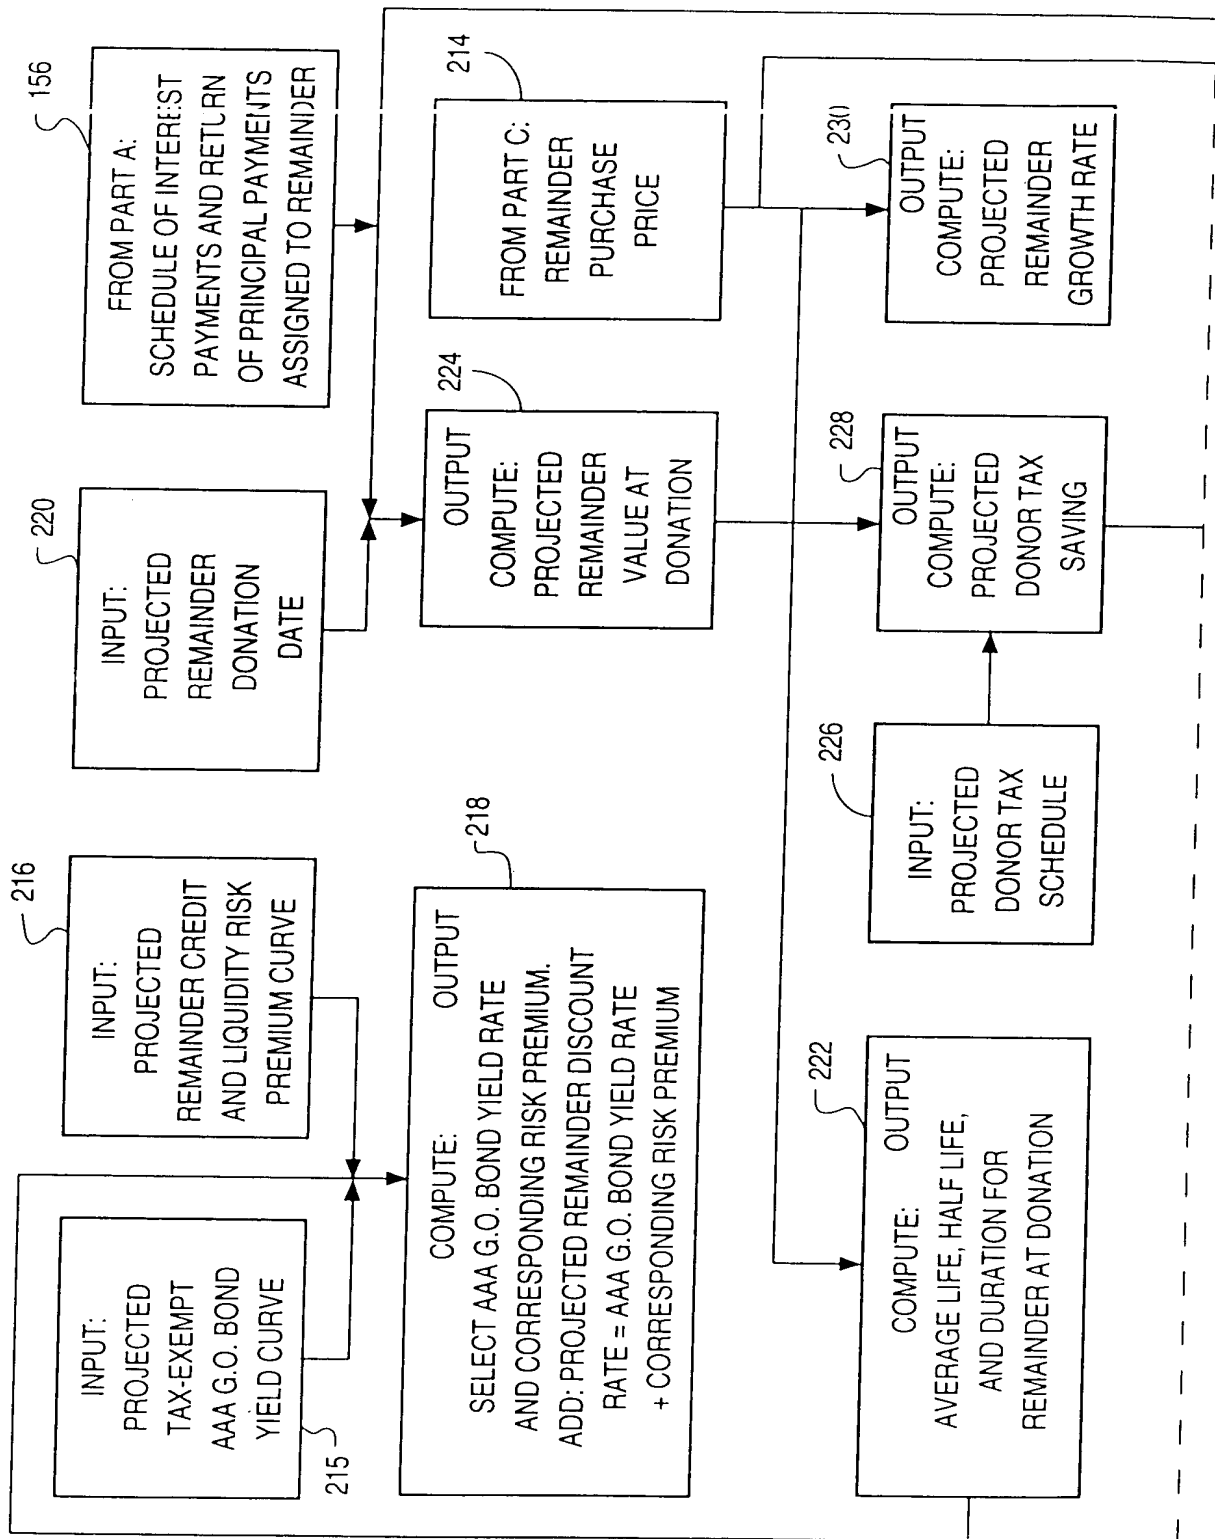 INPUT:
PROJECTED
TAX-EXEMPT
AAA G.O. BOND
YIELD CURVE
215
INPUT:
PROJECTED
REMAINDER CREDIT
AND LIQUIDITY RISK
PREMIUM CURVE
216
INPUT:
PROJECTED
REMAINDER
DONATION
DATE
220
FROM PART A:
SCHEDULE OF INTEREST
PAYMENTS AND RETURN
OF PRINCIPAL PAYMENTS
ASSIGNED TO REMAINDER
156
COMPUTE: OUTPUT
SELECT AAA G.O. BOND YIELD RATE
AND CORRESPONDING RISK PREMIUM.
ADD: PROJECTED REMAINDER DISCOUNT
RATE = AAA G.O. BOND YIELD RATE
+ CORRESPONDING RISK PREMIUM
218
OUTPUT
COMPUTE:
PROJECTED
REMAINDER
VALUE AT
DONATION
224
FROM PART C:
REMAINDER
PURCHASE
PRICE
214
COMPUTE: OUTPUT
AVERAGE LIFE, HALF LIFE,
AND DURATION FOR
REMAINDER AT DONATION
222
INPUT:
PROJECTED
DONOR TAX
SCHEDULE
226
OUTPUT
COMPUTE:
PROJECTED
DONOR TAX
SAVING
228
OUTPUT
COMPUTE:
PROJECTED
REMAINDER
GROWTH RATE
230